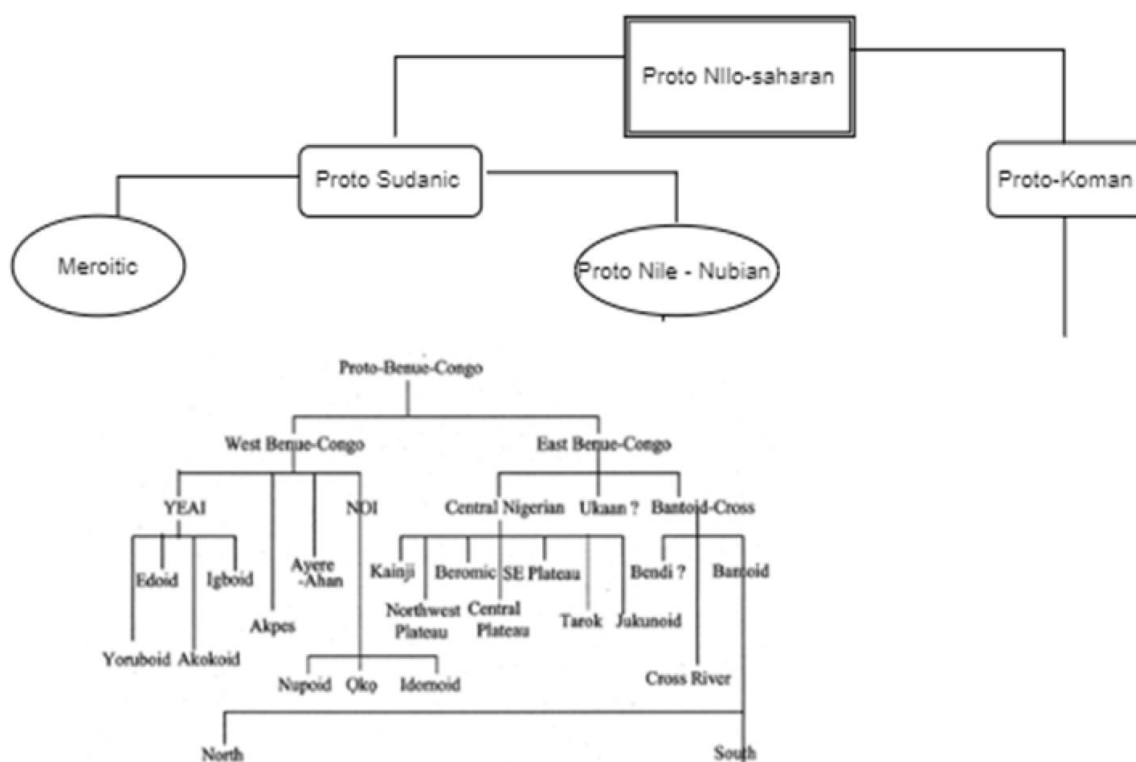 Proto NIlo-saharan
Proto Sudanic
Proto-Koman
Meroitic
Proto Nile - Nubian
Proto-Benue-Congo
West Benue-Congo
East Benue-Congo
YEAI
NOI
Central Nigerian
Ukaan ?
Bantoid-Cross
Edoid
Igboid
Ayere
-Ahan
Kainji
Beromic
SE Plateau
Bendi ?
Bantoid
Akpes
Northwest
Plateau
Central
Plateau
Tarok
Jukunoid
Yoruboid
Akokoid
Nupoid
Ọkọ
Idomoid
Cross River
North
South